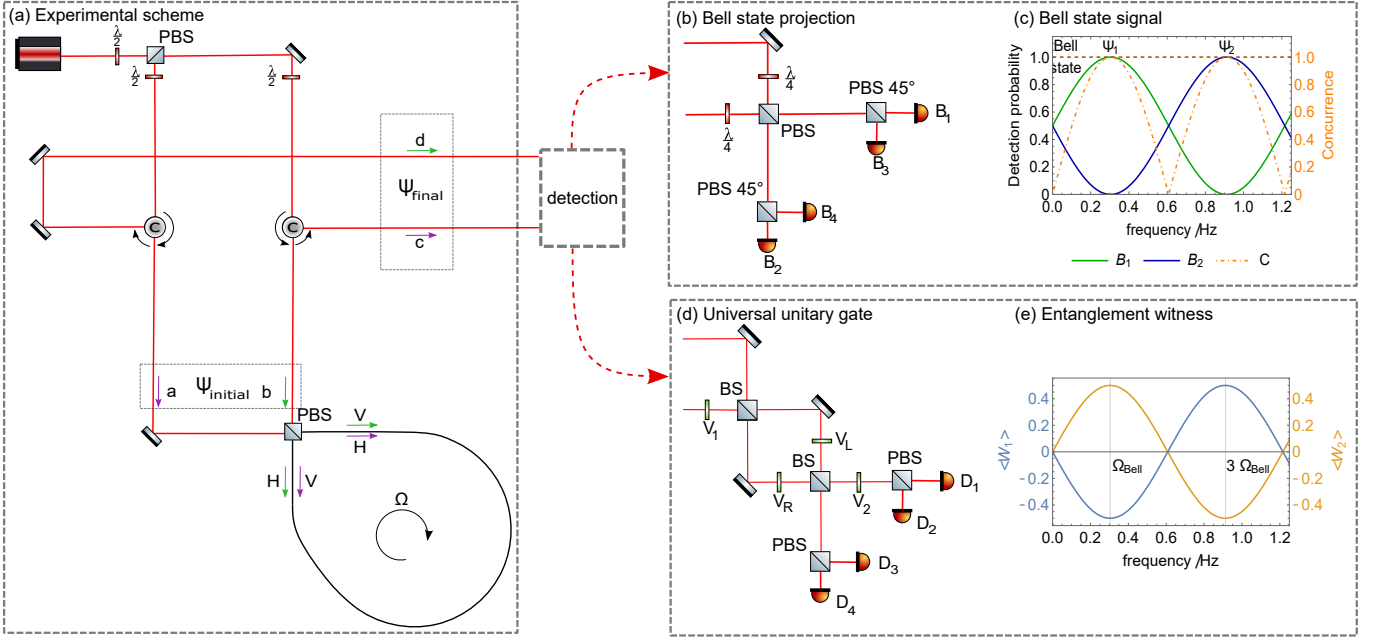 (a) Experimental scheme
λ/2
PBS
λ/2
λ/2
d
Ψfinal
C
C
c
detection
a
Ψinitial
b
PBS
V
H
H
V
Ω
(b) Bell state projection
λ/4
PBS 45°
B1
λ/4
PBS
B3
PBS 45°
B4
B2
(c) Bell state signal
Bell
state
Ψ1
Ψ2
Detection probability
1.0
0.8
0.6
0.4
0.2
0
1.0
0.8
0.6
0.4
0.2
0
Concurrence
0.0 0.2 0.4 0.6 0.8 1.0 1.2
frequency /Hz
B1 B2 C
(d) Universal unitary gate
BS
V1
VL
BS
PBS
D1
VR
V2
D2
PBS
D3
D4
(e) Entanglement witness
<W1>
0.4
0.2
0
-0.2
-0.4
ΩBell
3 ΩBell
0.4
0.2
0
-0.2
-0.4
<W2>
0.0 0.2 0.4 0.6 0.8 1.0 1.2
frequency /Hz